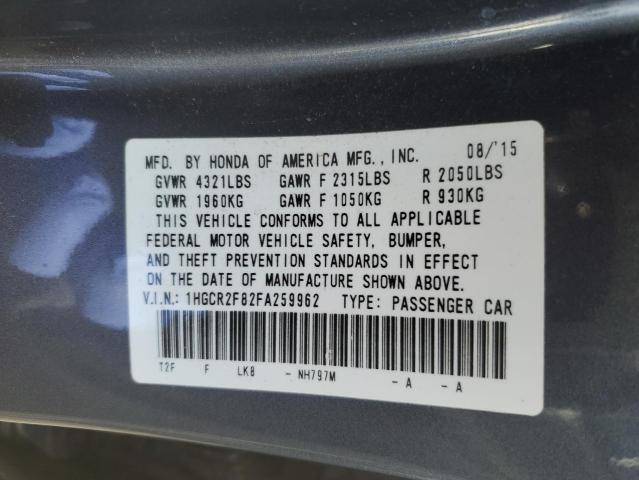 MFD. BY HONDA OF AMERICA MFG., INC. 08/'15
GVWR 4321LBS GAWR F 2315LBS R 2050LBS
GVWR 1960KG GAWR F 1050KG R 930KG
THIS VEHICLE CONFORMS TO ALL APPLICABLE
FEDERAL MOTOR VEHICLE SAFETY, BUMPER,
AND THEFT PREVENTION STANDARDS IN EFFECT
ON THE DATE OF MANUFACTURE SHOWN ABOVE.
V.I.N.: 1HGCR2F82FA259962 TYPE: PASSENGER CAR
T2F F LK8 - NH797M - A - A